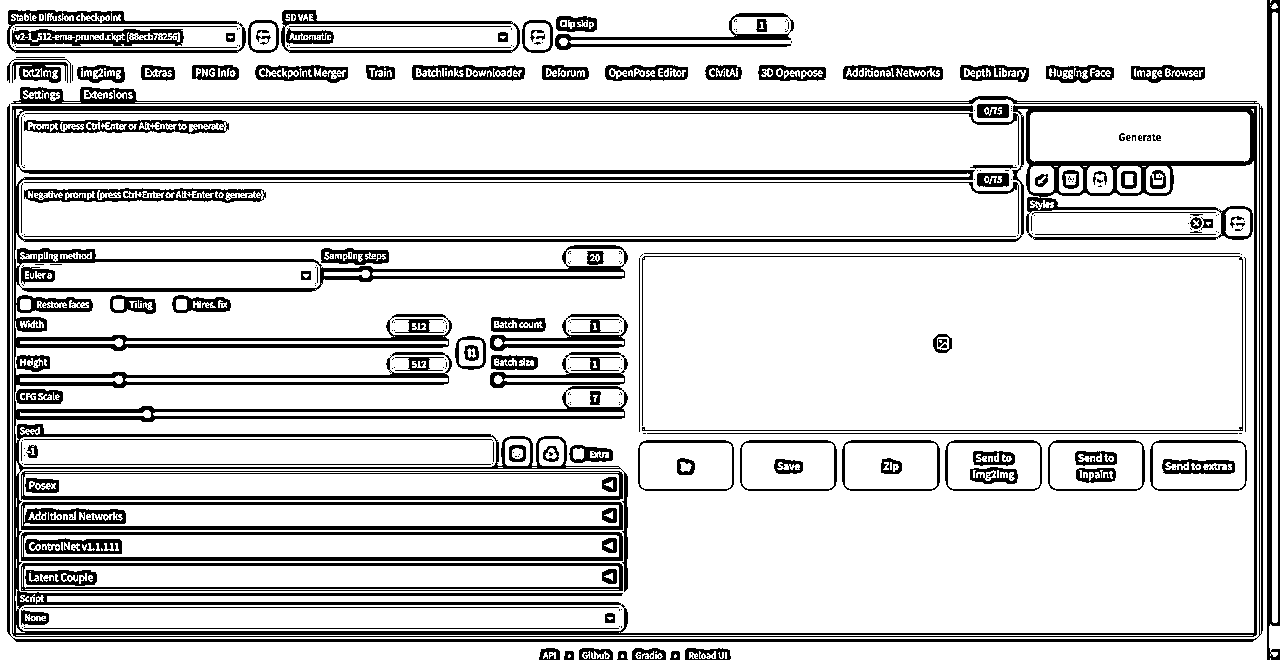 Stable Diffusion checkpoint
SD VAE
Clip skip
1
v2-1_512-ema-pruned.ckpt [88ecb78256]
Automatic
txt2img img2img Extras PNG Info Checkpoint Merger Train Batchlinks Downloader Deforum OpenPose Editor CivitAi 3D Openpose Additional Networks Depth Library Hugging Face Image Browser
Settings Extensions
0/75
Prompt (press Ctrl+Enter or Alt+Enter to generate)
Generate
0/75
Negative prompt (press Ctrl+Enter or Alt+Enter to generate)
Styles
Sampling method
Sampling steps
20
Euler a
Restore faces Tiling Hires. fix
Width
512
Batch count
1
Height
512
Batch size
1
CFG Scale
7
Seed
-1
Extra
Save
Zip
Send to img2img
Send to inpaint
Send to extras
Posex
Additional Networks
ControlNet v1.1.111
Latent Couple
Script
None
API • Github • Gradio • Reload UI